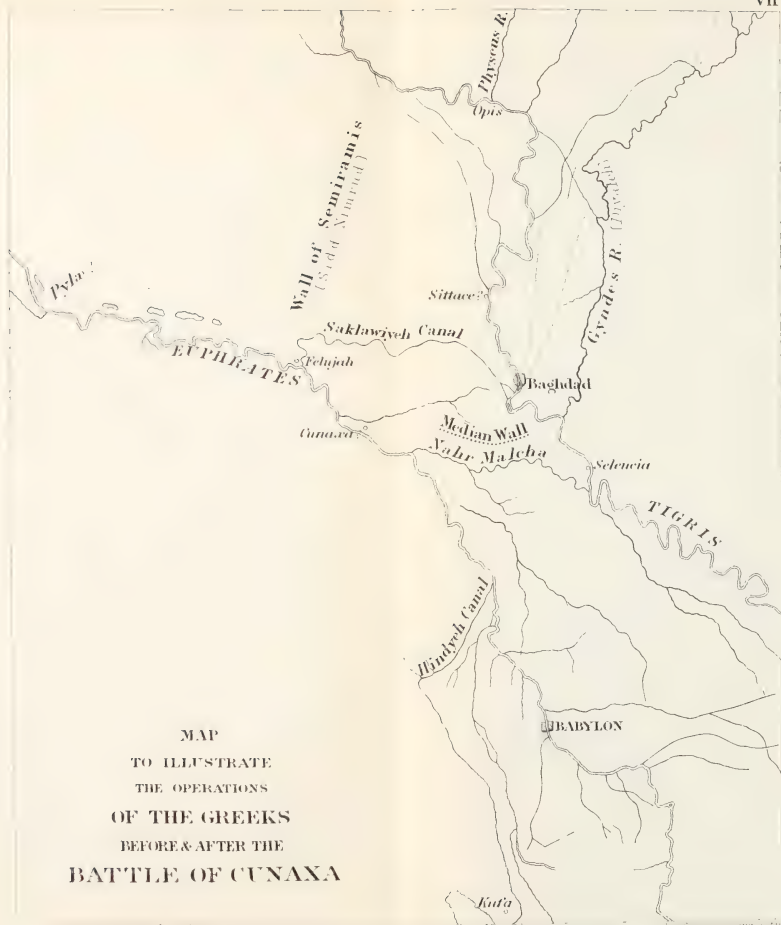 VII
Physcus R.
Opis
Wall of Semiramis
(Sidd Nimrud)
Gyndes R. (Diyalah)
Pylæ?
Sittace?
Saklawiyeh Canal
EUPHRATES
Felujah
Baghdad
Cunaxa?
Median Wall
Nahr Malcha
Seleucia
TIGRIS
Hindiyeh Canal
BABYLON
MAP
TO ILLUSTRATE
THE OPERATIONS
OF THE GREEKS
BEFORE & AFTER THE
BATTLE OF CUNAXA
Kufa